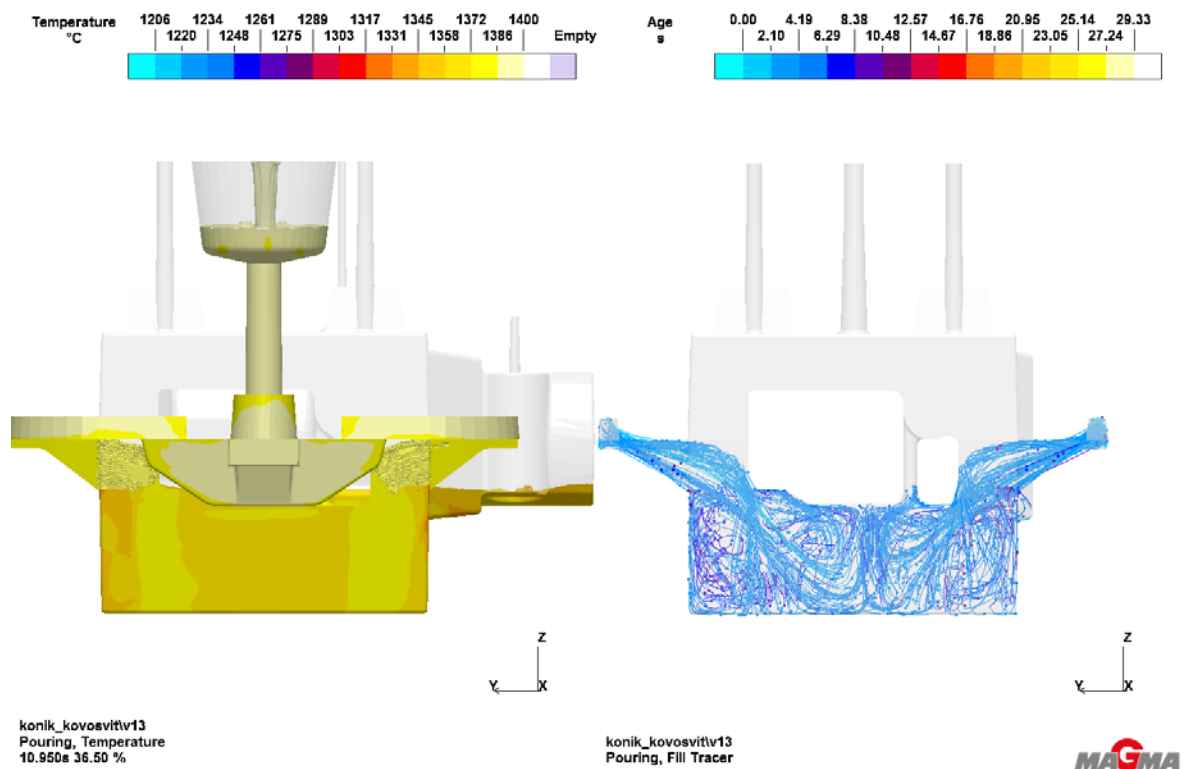 Temperature
°C
1206 1234 1261 1289 1317 1345 1372 1400
1220 1248 1275 1303 1331 1358 1386 Empty
Age
s
0.00 4.19 8.38 12.57 16.76 20.95 25.14 29.33
2.10 6.29 10.48 14.67 18.86 23.05 27.24
Z
Y X
Z
Y X
konik_kovosvit\v13
Pouring, Temperature
10.950s 36.50 %
konik_kovosvit\v13
Pouring, Fill Tracer
MAGMA